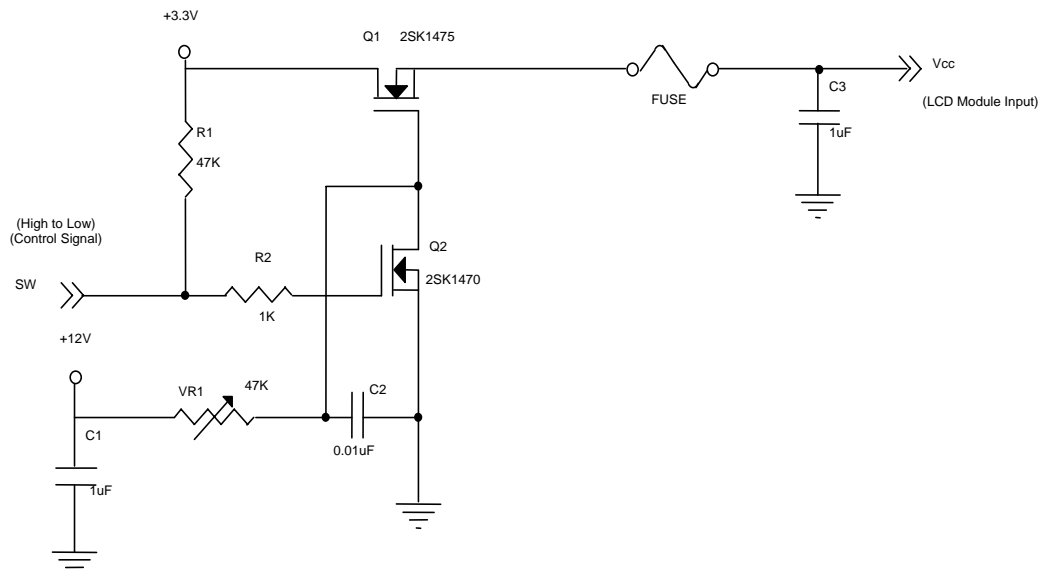 +3.3V
Q1 2SK1475
Vcc
(LCD Module Input)
FUSE
C3
1uF
R1
47K
(High to Low)
(Control Signal)
SW
R2
1K
Q2
2SK1470
+12V
VR1
47K
C2
0.01uF
C1
1uF